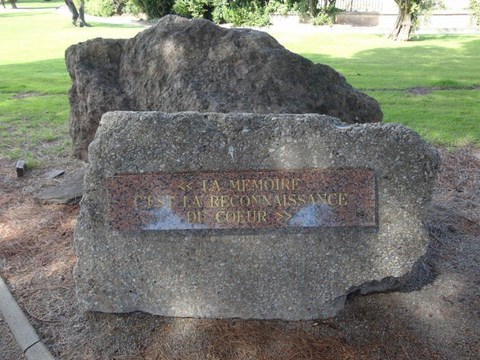 << LA MEMOIRE
C'EST LA RECONNAISSANCE
DU COEUR >>